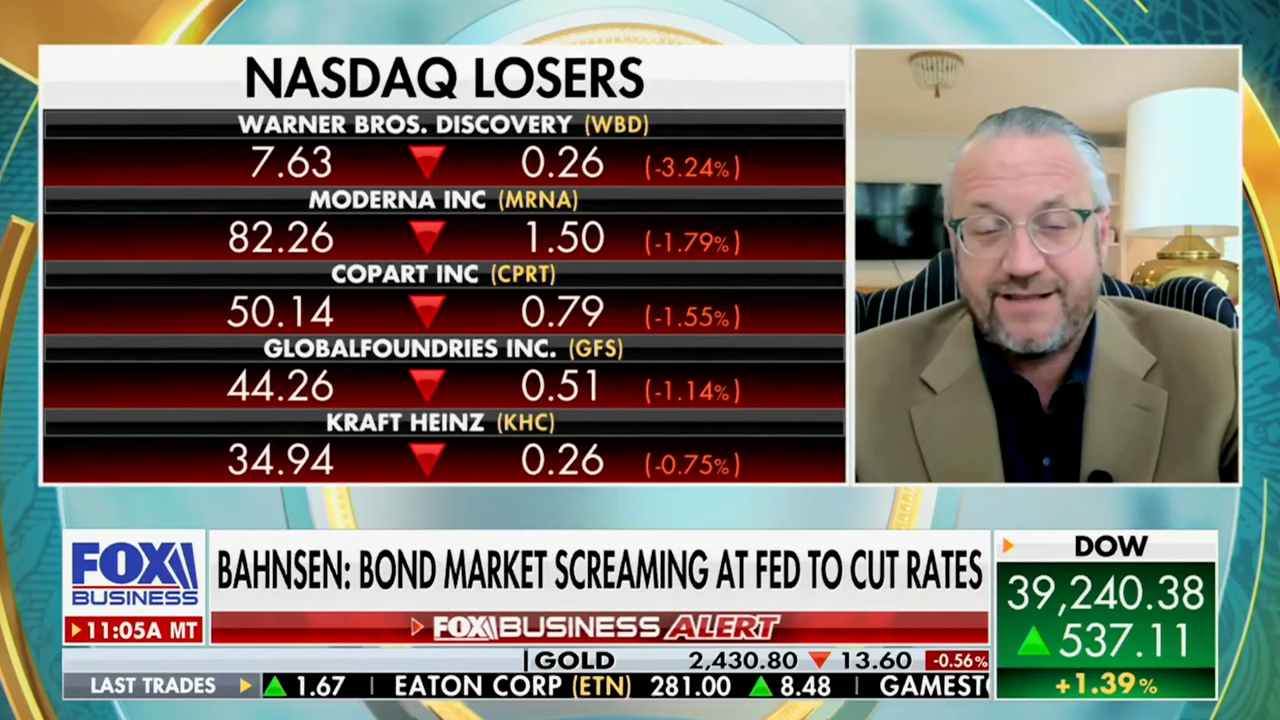 NASDAQ LOSERS
WARNER BROS. DISCOVERY (WBD)
7.63 ▼ 0.26 (-3.24%)
MODERNA INC (MRNA)
82.26 ▼ 1.50 (-1.79%)
COPART INC (CPRT)
50.14 ▼ 0.79 (-1.55%)
GLOBALFOUNDRIES INC. (GFS)
44.26 ▼ 0.51 (-1.14%)
KRAFT HEINZ (KHC)
34.94 ▼ 0.26 (-0.75%)
FOX
BUSINESS
11:05A MT
BAHNSEN: BOND MARKET SCREAMING AT FED TO CUT RATES
FOX BUSINESS ALERT
DOW
39,240.38
▲ 537.11
+1.39%
GOLD 2,430.80 ▼ 13.60 -0.56%
LAST TRADES ▲ 1.67 | EATON CORP (ETN) 281.00 ▲ 8.48 | GAMEST